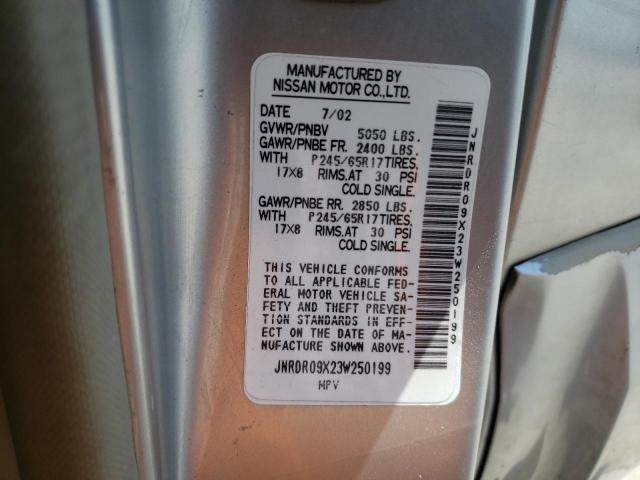 MANUFACTURED BY
NISSAN MOTOR CO.,LTD.
DATE 7/02
GVWR/PNBV 5050 LBS.
GAWR/PNBE FR. 2400 LBS.
WITH P245/65R17TIRES.
17X8 RIMS.AT 30 PSI
COLD SINGLE.
GAWR/PNBE RR. 2850 LBS.
WITH P245/65R17TIRES.
17X8 RIMS.AT 30 PSI
COLD SINGLE.
THIS VEHICLE CONFORMS
TO ALL APPLICABLE FED-
ERAL MOTOR VEHICLE SA-
FETY AND THEFT PREVEN-
TION STANDARDS IN EFF-
ECT ON THE DATE OF MA-
NUFACTURE SHOWN ABOVE.
JNRDR09X23W250199
MPV
JNRDR09X23W250199